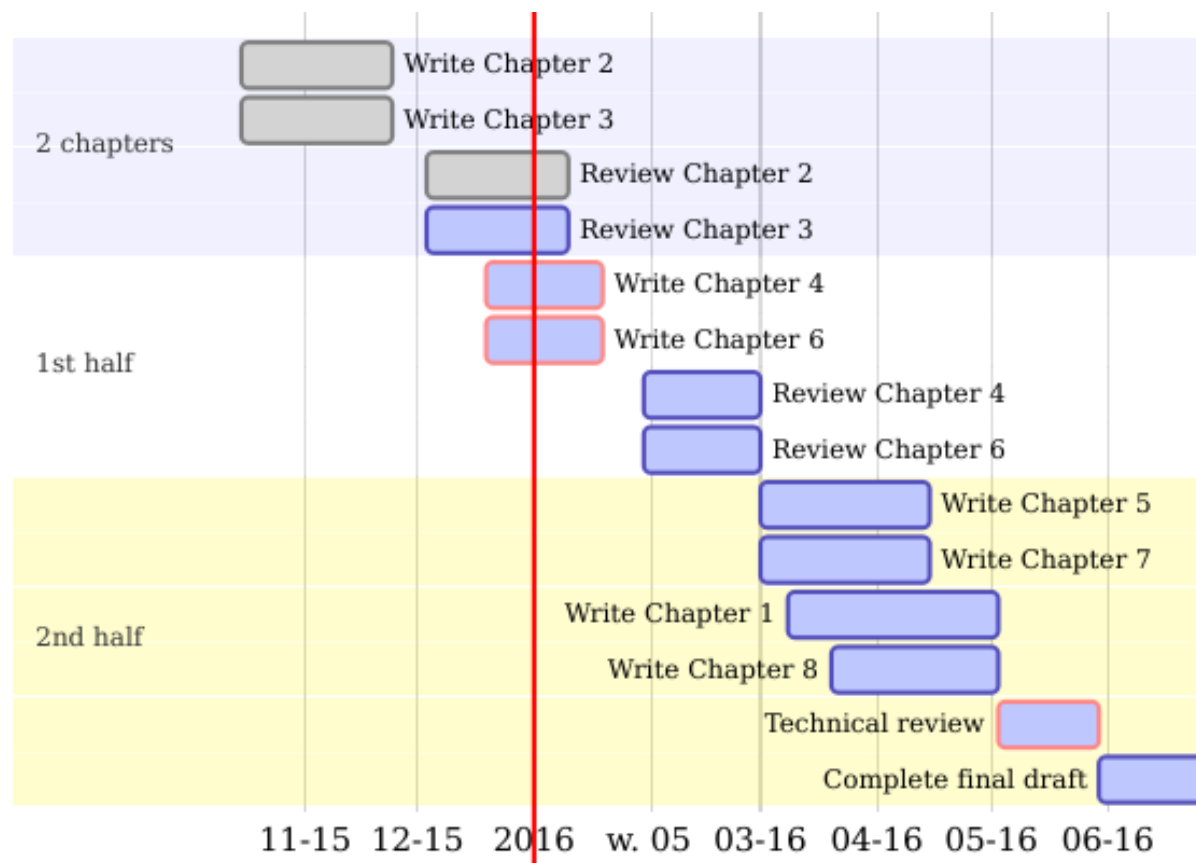 Write Chapter 2
Write Chapter 3
2 chapters
Review Chapter 2
Review Chapter 3
Write Chapter 4
Write Chapter 6
1st half
Review Chapter 4
Review Chapter 6
Write Chapter 5
Write Chapter 7
Write Chapter 1
2nd half
Write Chapter 8
Technical review
Complete final draft
11-15 12-15 2016 w. 05 03-16 04-16 05-16 06-16